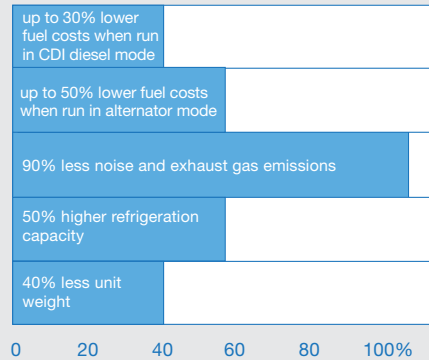 up to 30% lower
fuel costs when run
in CDI diesel mode
up to 50% lower fuel costs
when run in alternator mode
90% less noise and exhaust gas emissions
50% higher refrigeration
capacity
40% less unit
weight
0 20 40 60 80 100%